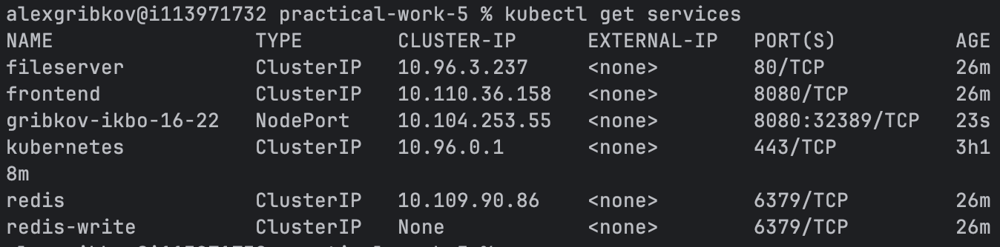 alexgribkov@i113971732 practical-work-5 % kubectl get services
NAME TYPE CLUSTER-IP EXTERNAL-IP PORT(S) AGE
fileserver ClusterIP 10.96.3.237 <none> 80/TCP 26m
frontend ClusterIP 10.110.36.158 <none> 8080/TCP 26m
gribkov-ikbo-16-22 NodePort 10.104.253.55 <none> 8080:32389/TCP 23s
kubernetes ClusterIP 10.96.0.1 <none> 443/TCP 3h1
8m
redis ClusterIP 10.109.90.86 <none> 6379/TCP 26m
redis-write ClusterIP None <none> 6379/TCP 26m